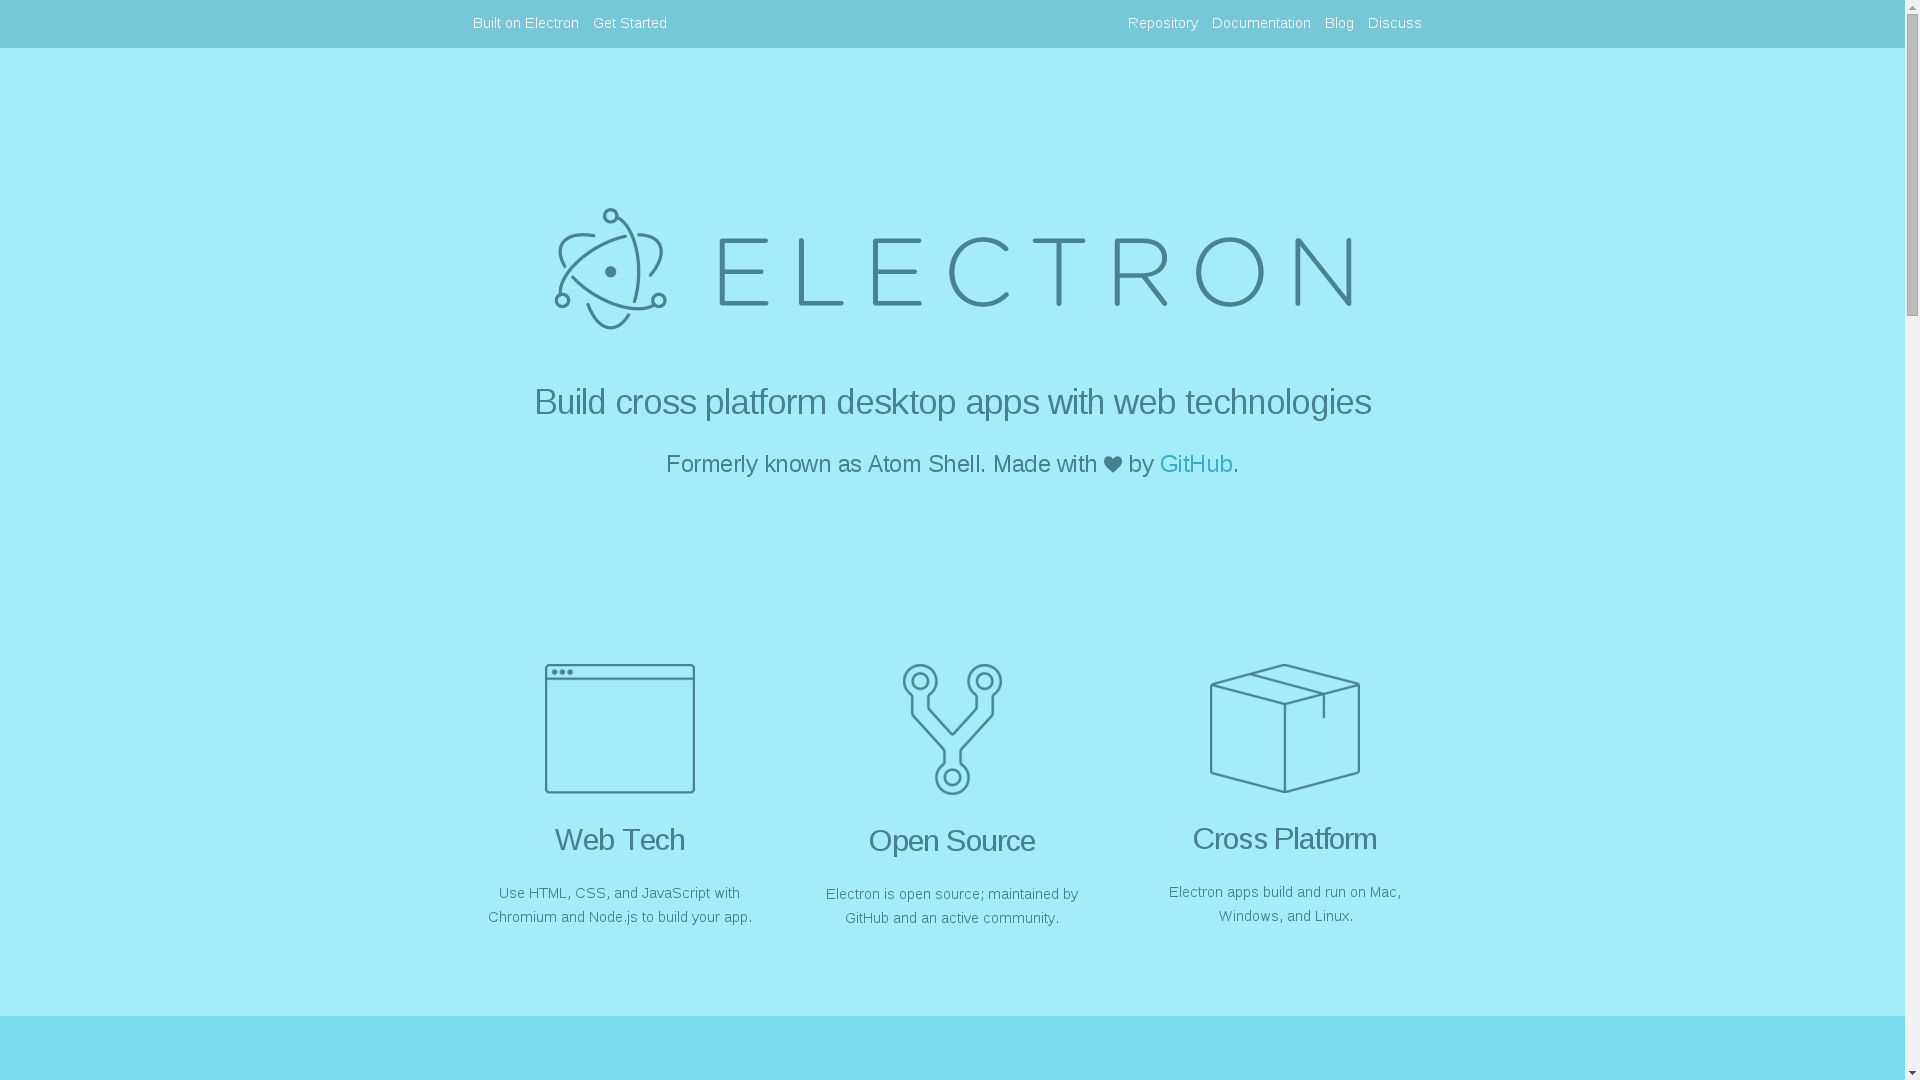 Built on Electron Get Started Repository Documentation Blog Discuss
ELECTRON
Build cross platform desktop apps with web technologies
Formerly known as Atom Shell. Made with ♥ by GitHub.
Web Tech
Use HTML, CSS, and JavaScript with
Chromium and Node.js to build your app.
Open Source
Electron is open source; maintained by
GitHub and an active community.
Cross Platform
Electron apps build and run on Mac,
Windows, and Linux.